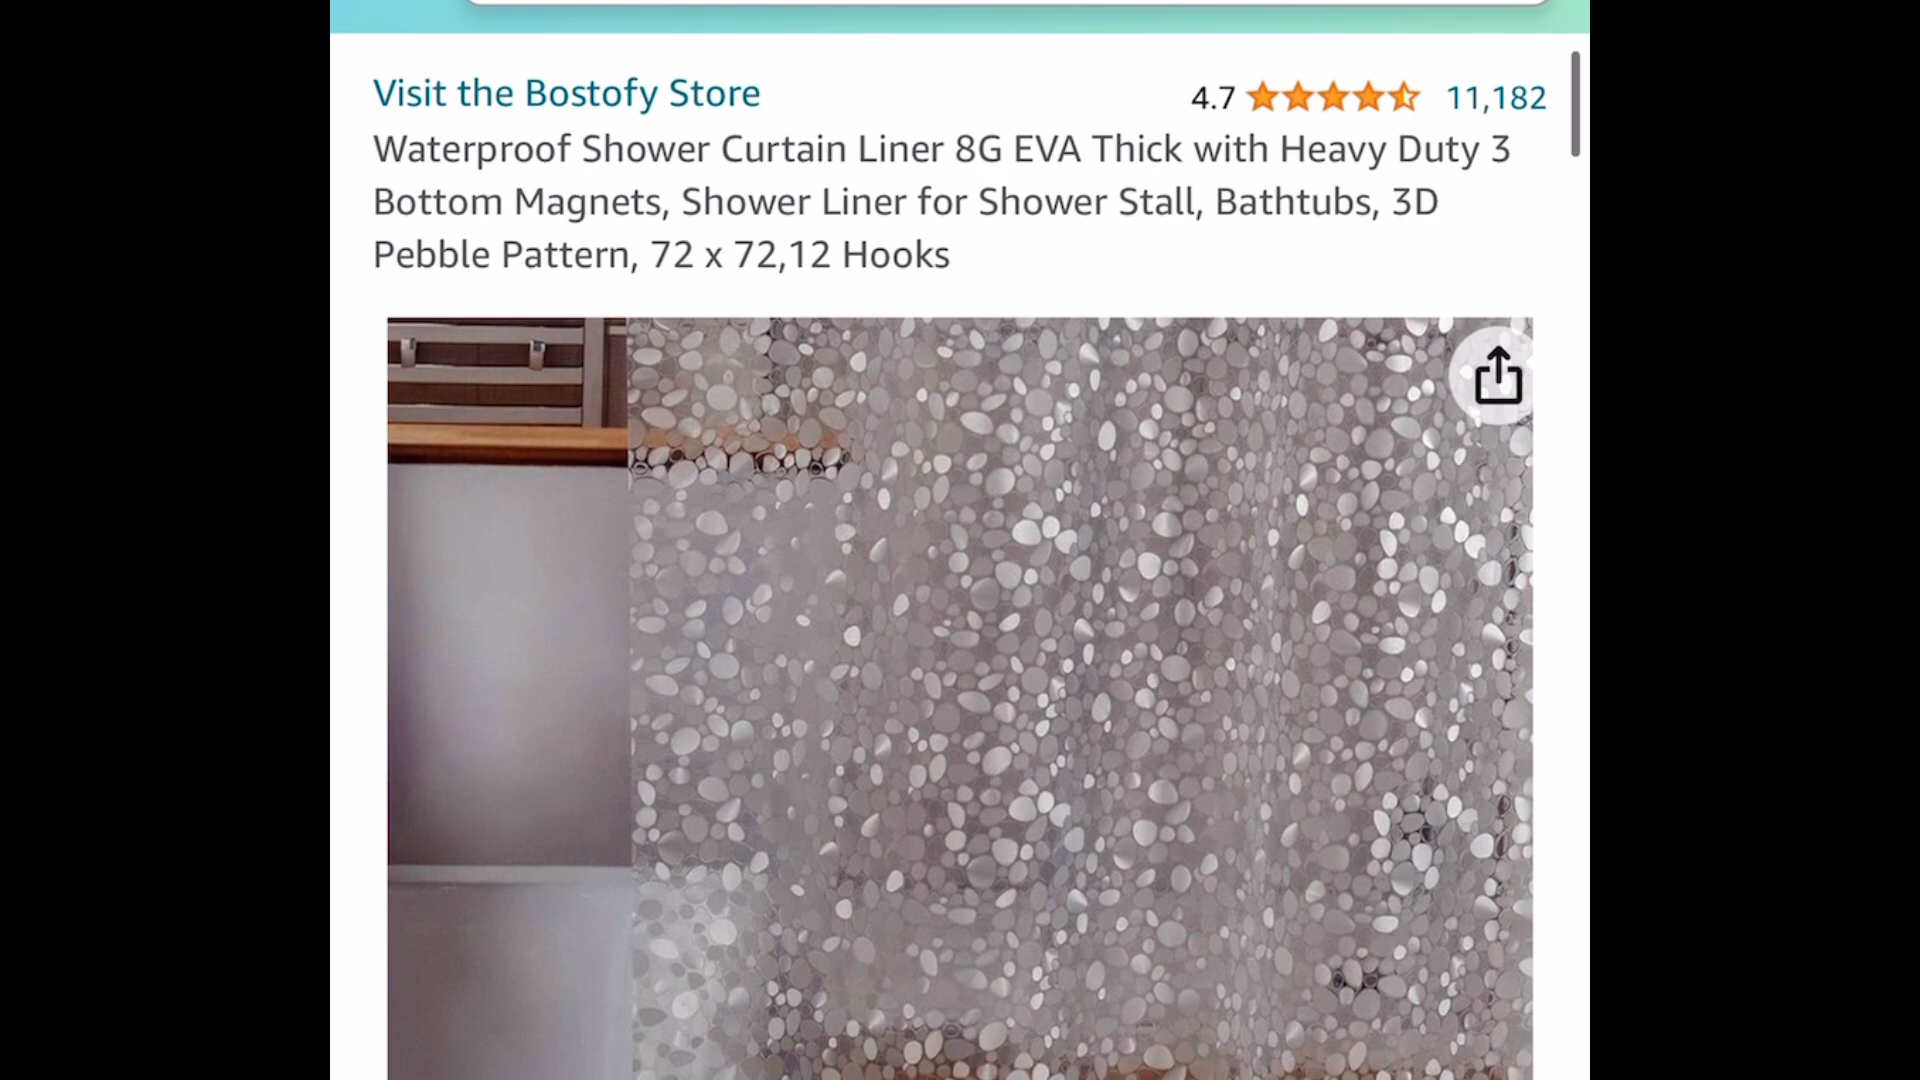 Visit the Bostofy Store
4.7 11,182
Waterproof Shower Curtain Liner 8G EVA Thick with Heavy Duty 3
Bottom Magnets, Shower Liner for Shower Stall, Bathtubs, 3D
Pebble Pattern, 72 x 72,12 Hooks